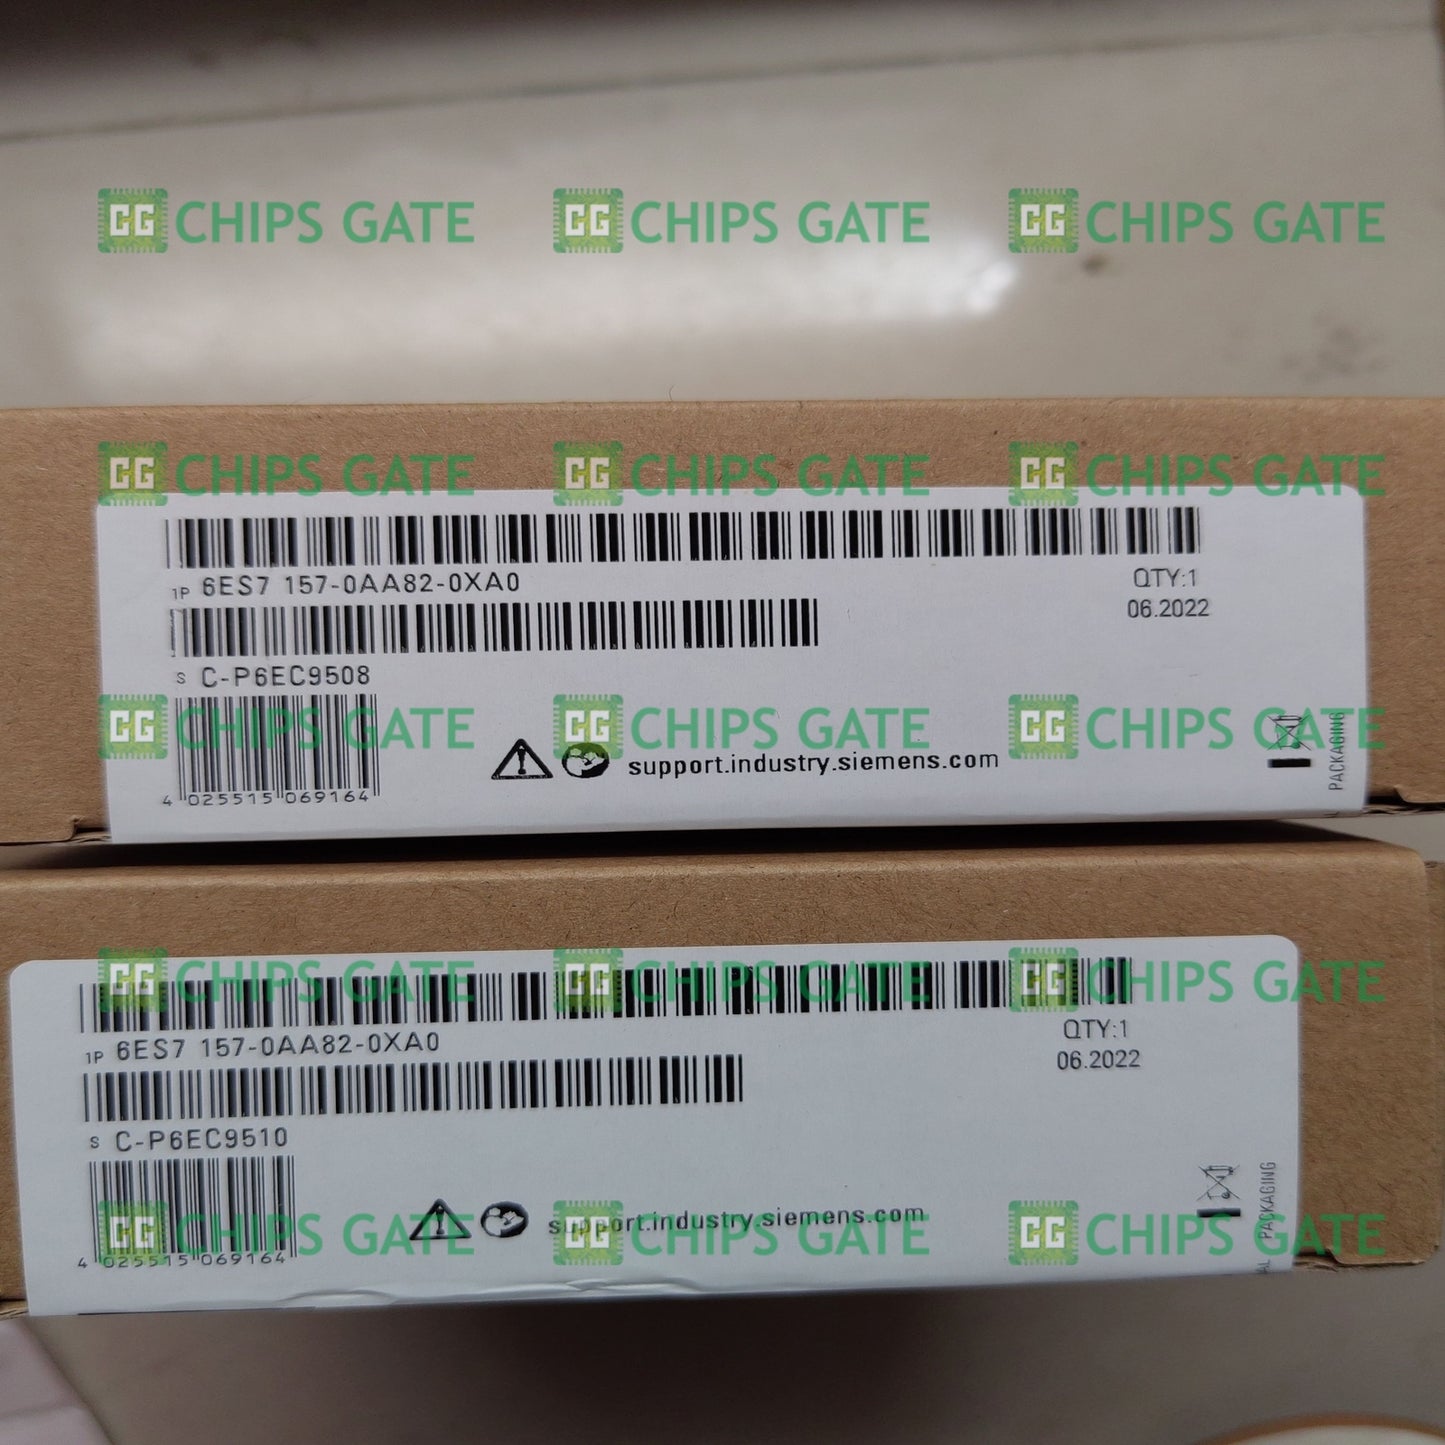 CG CHIPS GATE CG CHIPS GATE CG CHIPS GATE
CG CHIPS GATE CG CHIPS GATE CG CHIPS GATE
1P 6ES7 157-0AA82-0XA0
QTY:1
06.2022
S C-P6EC9508
CG CHIPS GATE CG CHIPS GATE CG CHIPS GATE
support.industry.siemens.com
PACKAGING
4 025515 069164
CG CHIPS GATE CG CHIPS GATE CG CHIPS GATE
1P 6ES7 157-0AA82-0XA0
QTY:1
06.2022
S C-P6EC9510
CG CHIPS GATE CG CHIPS GATE CG CHIPS GATE
support.industry.siemens.com
PACKAGING
AL
4 025515 069164